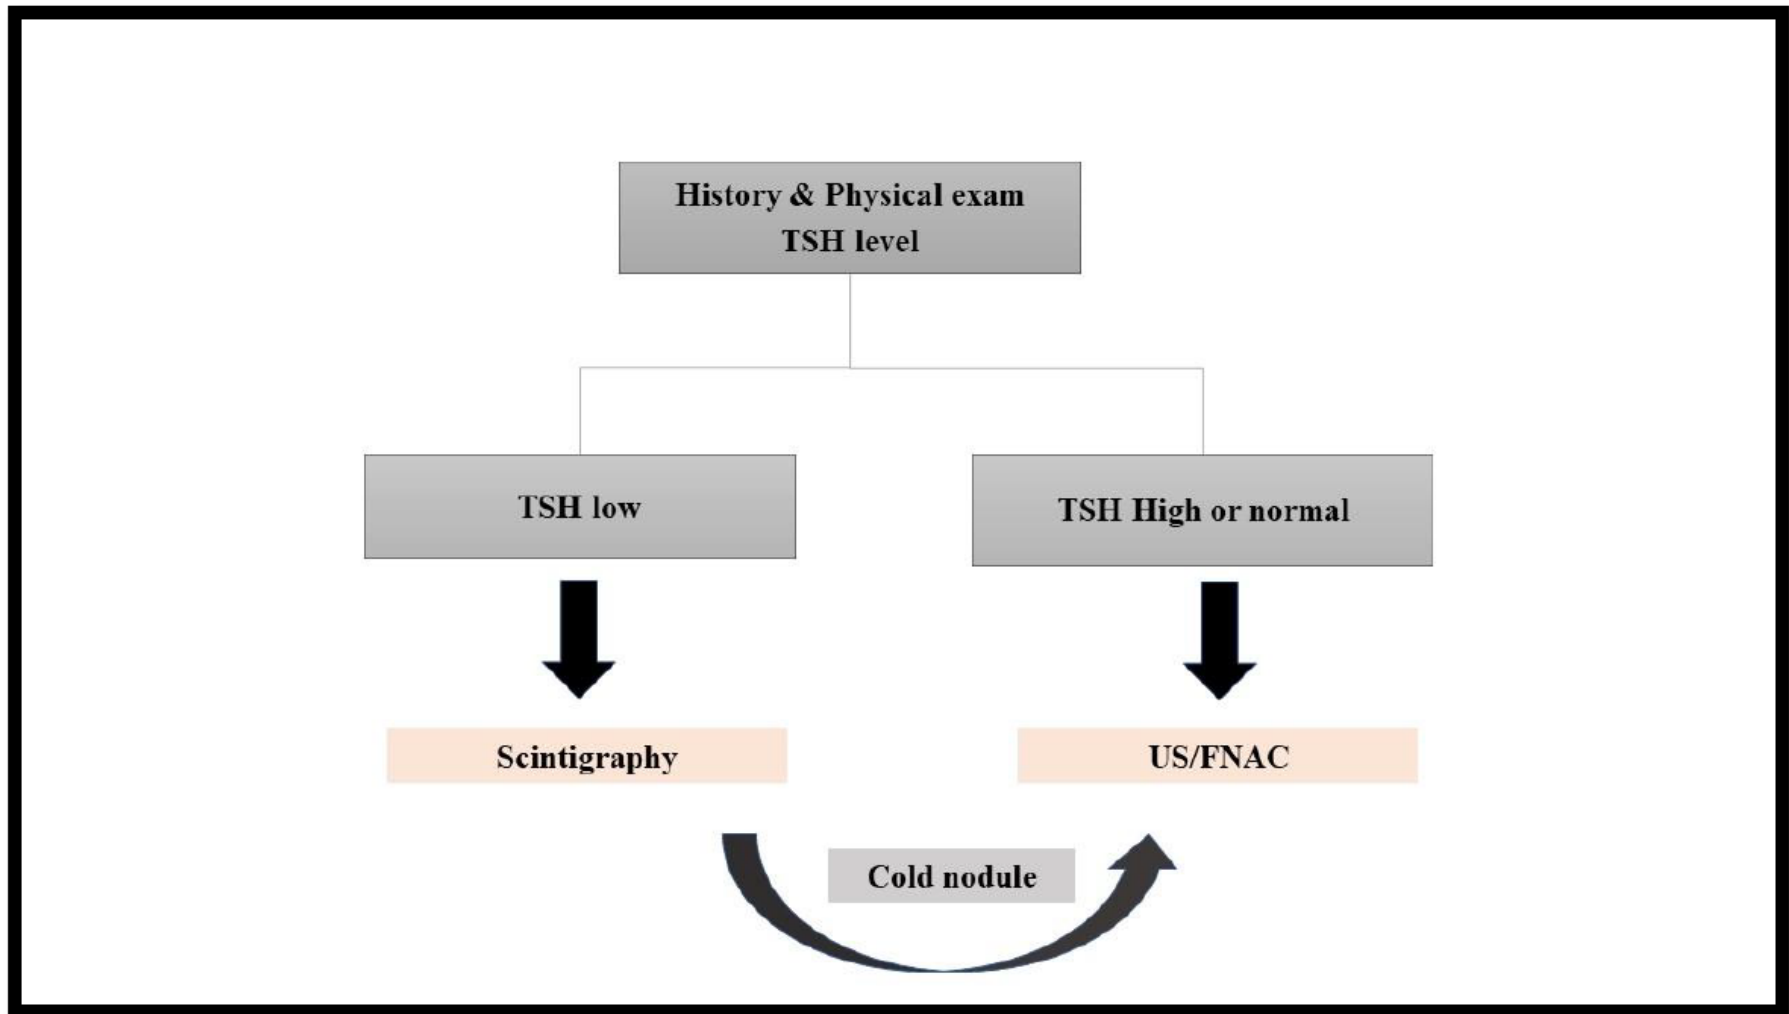 History & Physical exam
TSH level
TSH low
TSH High or normal
Scintigraphy
US/FNAC
Cold nodule